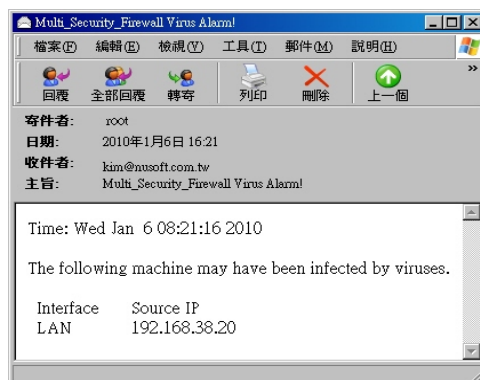 Multi_Security_Firewall Virus Alarm!
檔案(F) 編輯(E) 檢視(V) 工具(T) 郵件(M) 說明(H)
回覆 全部回覆 轉寄 列印 刪除 上一個 »
寄件者: root
日期: 2010年1月6日 16:21
收件者: kim@nusoft.com.tw
主旨: Multi_Security_Firewall Virus Alarm!
Time: Wed Jan 6 08:21:16 2010
The following machine may have been infected by viruses.
Interface Source IP
LAN 192.168.38.20